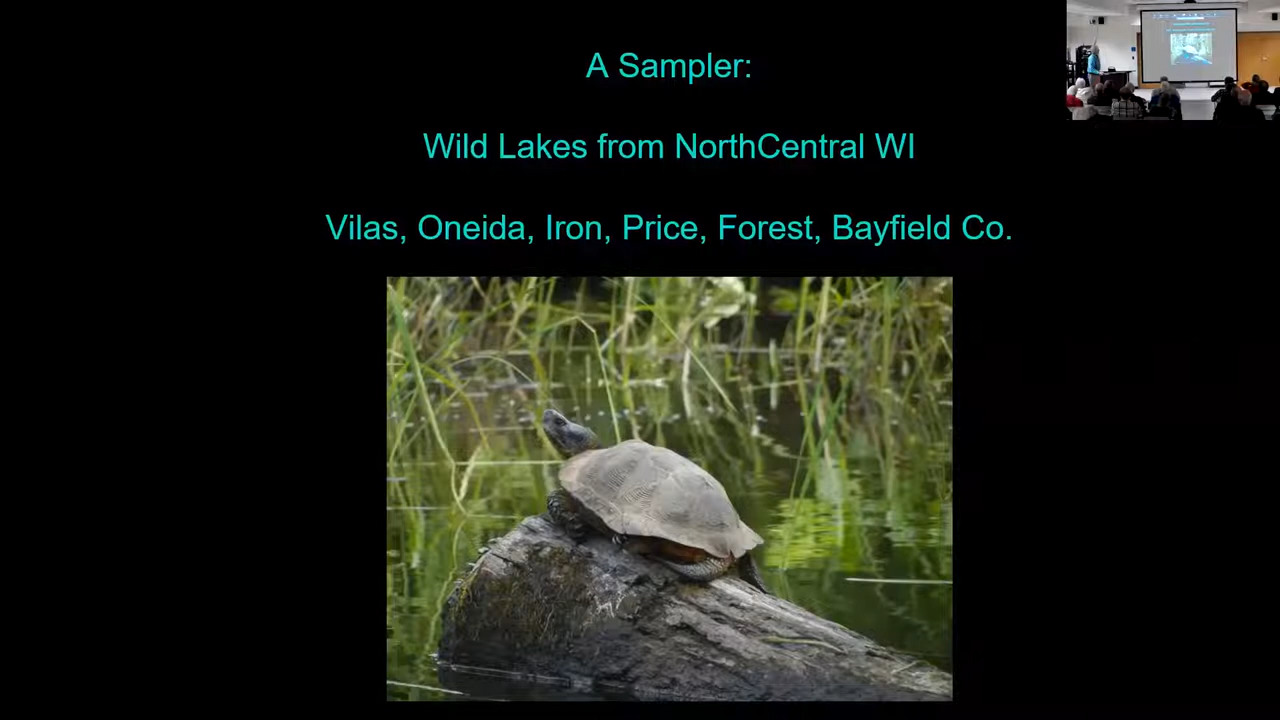 A Sampler:
Wild Lakes from NorthCentral WI
Vilas, Oneida, Iron, Price, Forest, Bayfield Co.